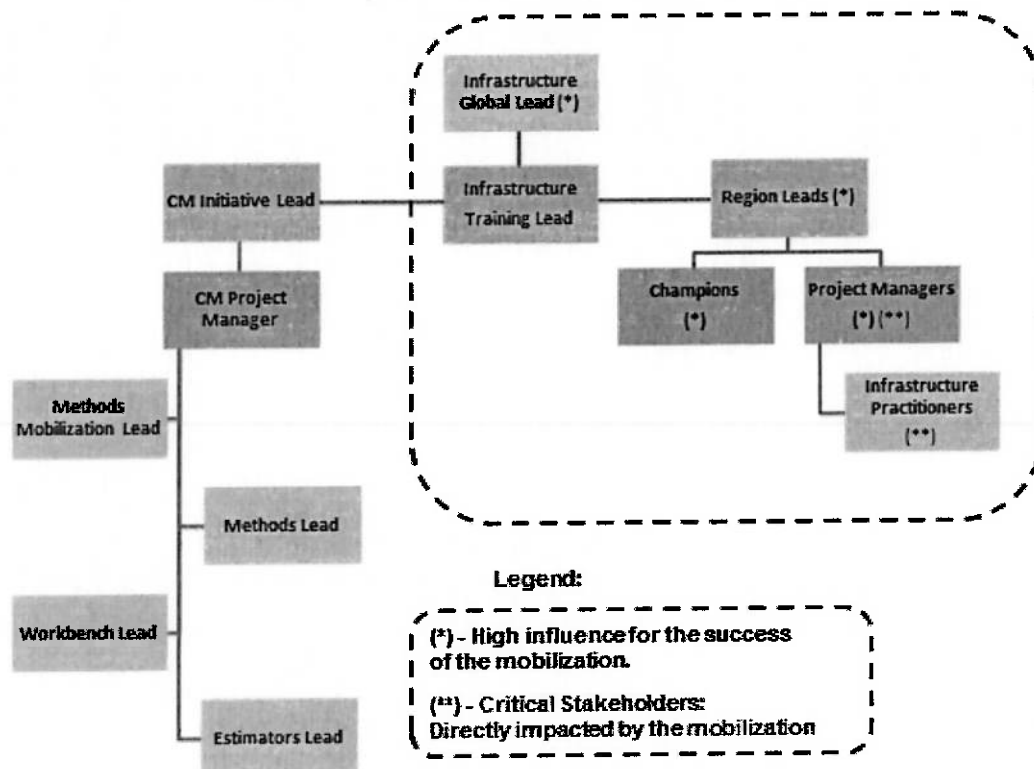 Infrastructure
Global Lead (*)
CM Initiative Lead
Infrastructure
Training Lead
Region Leads (*)
CM Project
Manager
Champions
(*)
Project Managers
(*) (**)
Methods
Mobilization Lead
Infrastructure
Practitioners
(**)
Methods Lead
Workbench Lead
Estimators Lead
Legend:
(*) - High influence for the success
of the mobilization.
(**) - Critical Stakeholders:
Directly impacted by the mobilization